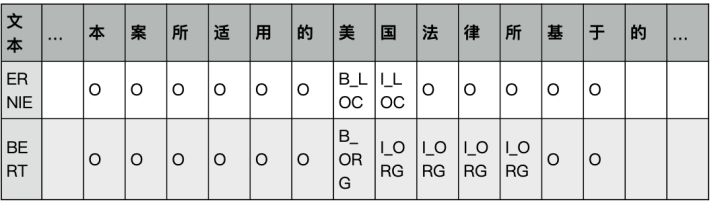 文本 … 本 案 所 适 用 的 美 国 法 律 所 基 于 的 …
ERNIE O O O O O O B_LOC I_LOC O O O O O
BERT O O O O O O B_ORG I_ORG I_ORG I_ORG I_ORG O O